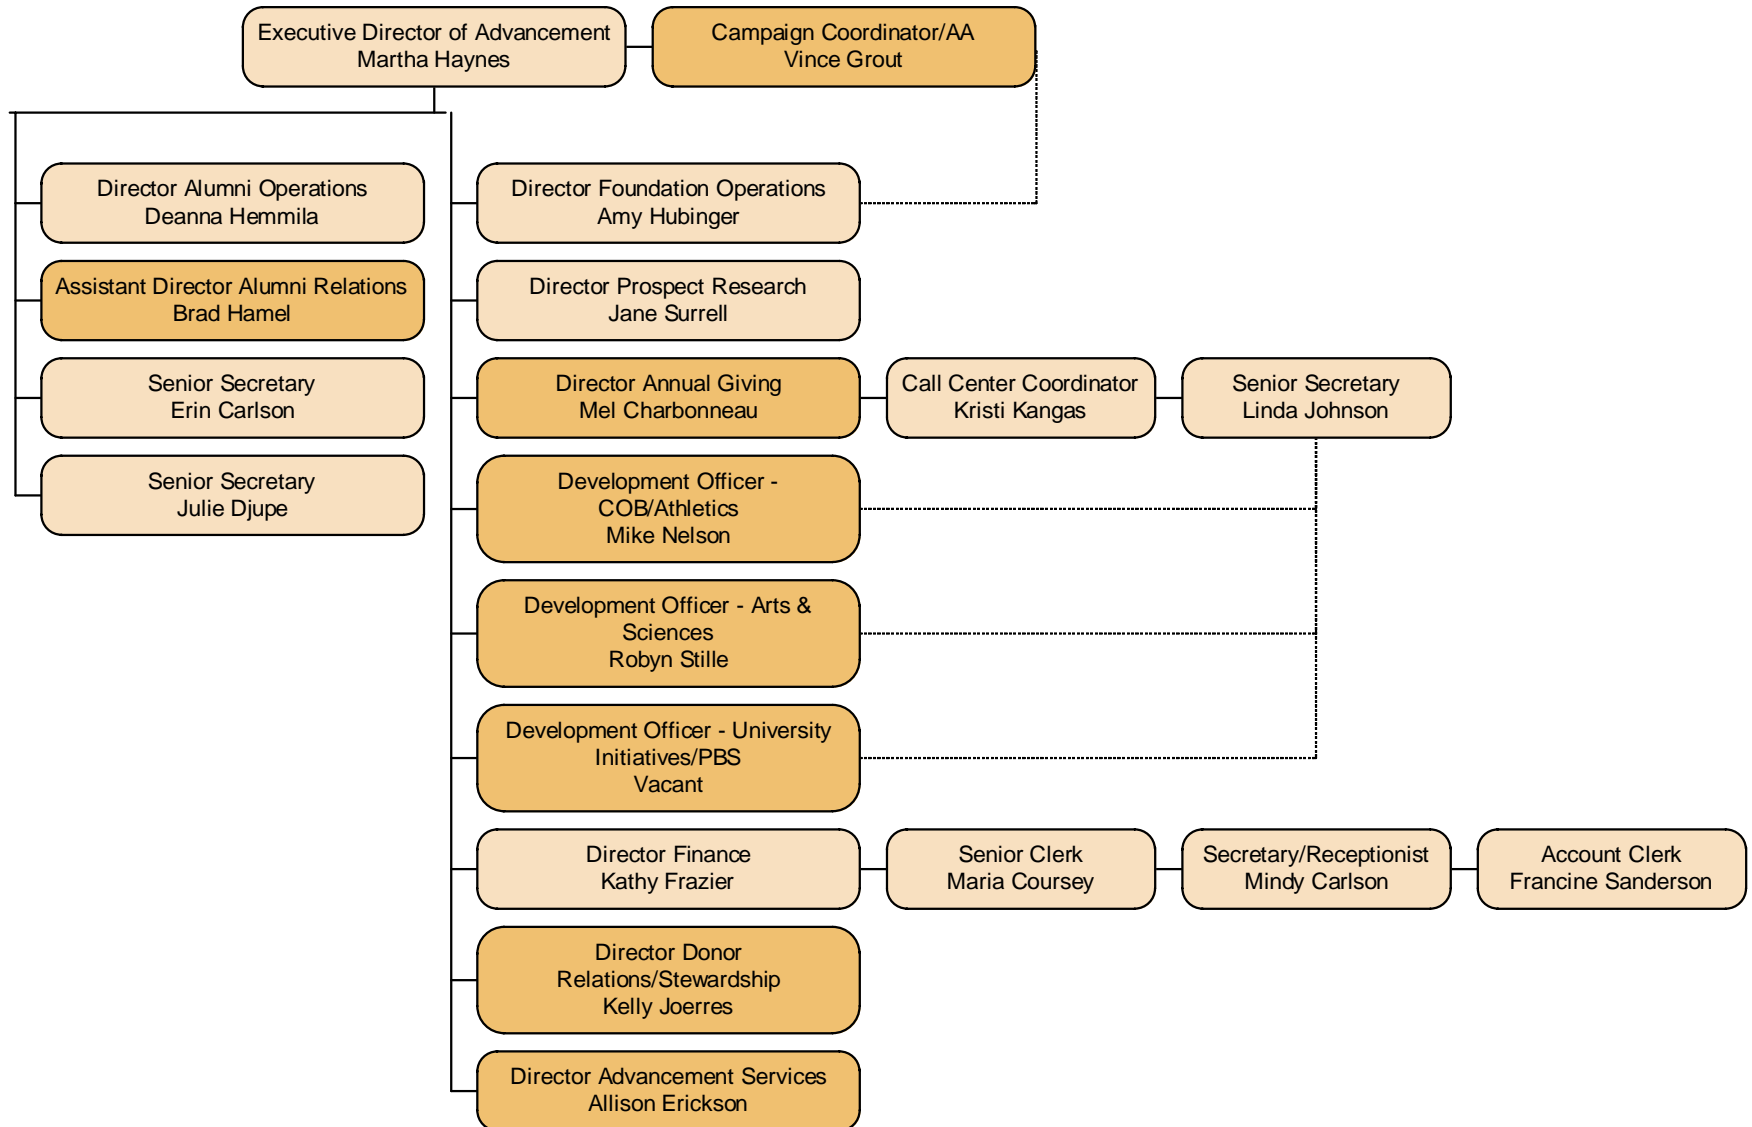 Executive Director of Advancement
Martha Haynes
Campaign Coordinator/AA
Vince Grout
Director Alumni Operations
Deanna Hemmila
Assistant Director Alumni Relations
Brad Hamel
Senior Secretary
Erin Carlson
Senior Secretary
Julie Djupe
Director Foundation Operations
Amy Hubinger
Director Prospect Research
Jane Surrell
Director Annual Giving
Mel Charbonneau
Call Center Coordinator
Kristi Kangas
Senior Secretary
Linda Johnson
Development Officer -
COB/Athletics
Mike Nelson
Development Officer - Arts &
Sciences
Robyn Stille
Development Officer - University
Initiatives/PBS
Vacant
Director Finance
Kathy Frazier
Senior Clerk
Maria Coursey
Secretary/Receptionist
Mindy Carlson
Account Clerk
Francine Sanderson
Director Donor
Relations/Stewardship
Kelly Joerres
Director Advancement Services
Allison Erickson